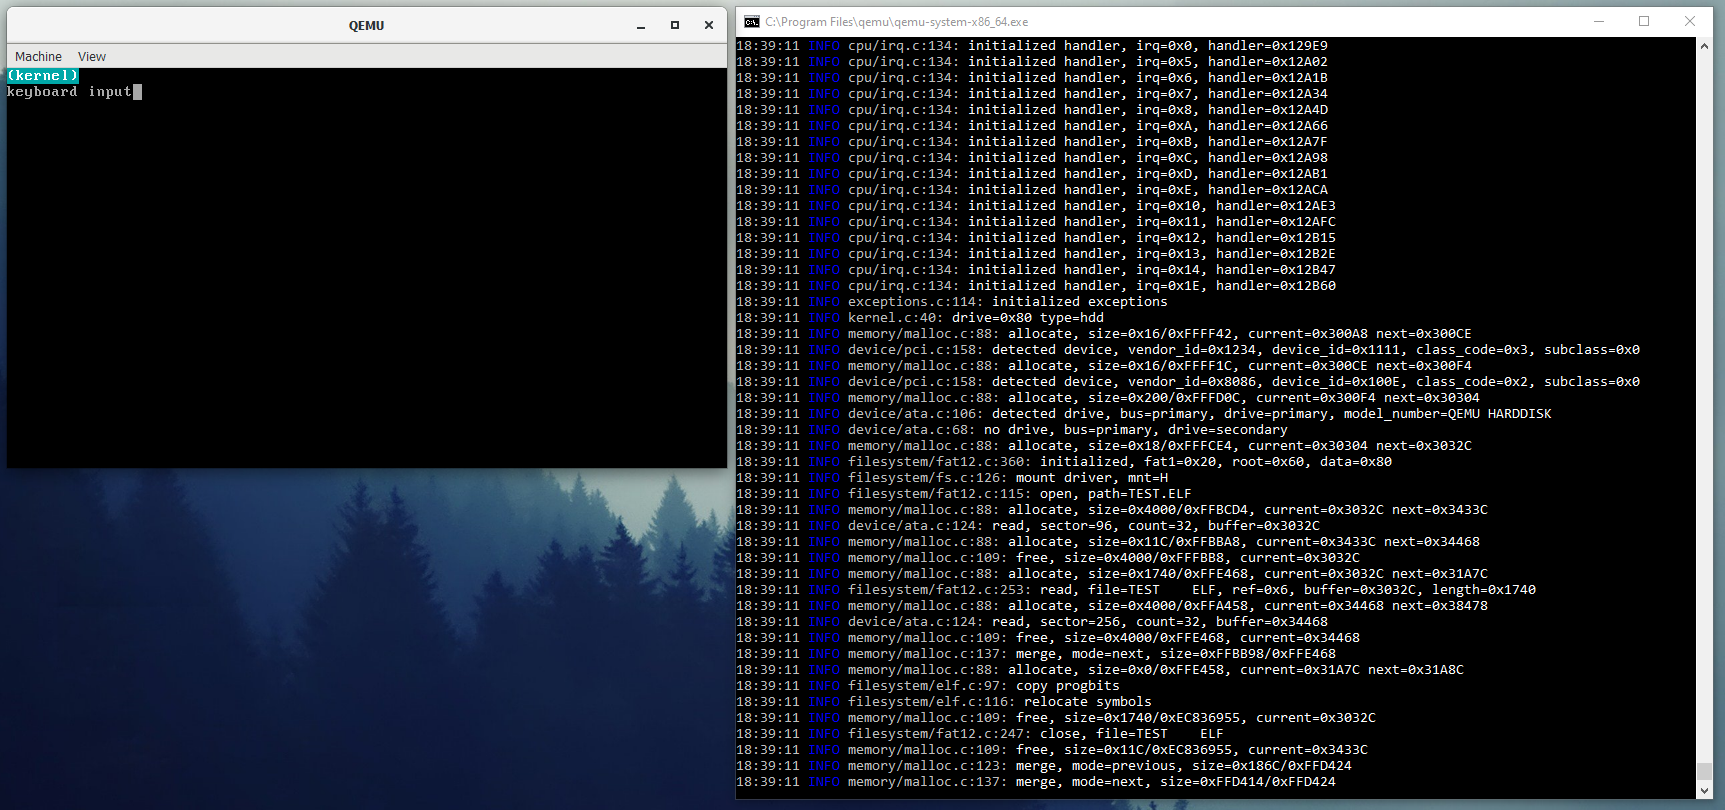 QEMU
Machine View
(kernel)
keyboard input
C:\Program Files\qemu\qemu-system-x86_64.exe
18:39:11 INFO cpu/irq.c:134: initialized handler, irq=0x0, handler=0x129E9
18:39:11 INFO cpu/irq.c:134: initialized handler, irq=0x5, handler=0x12A02
18:39:11 INFO cpu/irq.c:134: initialized handler, irq=0x6, handler=0x12A1B
18:39:11 INFO cpu/irq.c:134: initialized handler, irq=0x7, handler=0x12A34
18:39:11 INFO cpu/irq.c:134: initialized handler, irq=0x8, handler=0x12A4D
18:39:11 INFO cpu/irq.c:134: initialized handler, irq=0xA, handler=0x12A66
18:39:11 INFO cpu/irq.c:134: initialized handler, irq=0xB, handler=0x12A7F
18:39:11 INFO cpu/irq.c:134: initialized handler, irq=0xC, handler=0x12A98
18:39:11 INFO cpu/irq.c:134: initialized handler, irq=0xD, handler=0x12AB1
18:39:11 INFO cpu/irq.c:134: initialized handler, irq=0xE, handler=0x12ACA
18:39:11 INFO cpu/irq.c:134: initialized handler, irq=0x10, handler=0x12AE3
18:39:11 INFO cpu/irq.c:134: initialized handler, irq=0x11, handler=0x12AFC
18:39:11 INFO cpu/irq.c:134: initialized handler, irq=0x12, handler=0x12B15
18:39:11 INFO cpu/irq.c:134: initialized handler, irq=0x13, handler=0x12B2E
18:39:11 INFO cpu/irq.c:134: initialized handler, irq=0x14, handler=0x12B47
18:39:11 INFO cpu/irq.c:134: initialized handler, irq=0x1E, handler=0x12B60
18:39:11 INFO exceptions.c:114: initialized exceptions
18:39:11 INFO kernel.c:40: drive=0x80 type=hdd
18:39:11 INFO memory/malloc.c:88: allocate, size=0x16/0xFFFF42, current=0x300A8 next=0x300CE
18:39:11 INFO device/pci.c:158: detected device, vendor_id=0x1234, device_id=0x1111, class_code=0x3, subclass=0x0
18:39:11 INFO memory/malloc.c:88: allocate, size=0x16/0xFFFF1C, current=0x300CE next=0x300F4
18:39:11 INFO device/pci.c:158: detected device, vendor_id=0x8086, device_id=0x100E, class_code=0x2, subclass=0x0
18:39:11 INFO memory/malloc.c:88: allocate, size=0x200/0xFFFD0C, current=0x300F4 next=0x30304
18:39:11 INFO device/ata.c:106: detected drive, bus=primary, drive=primary, model_number=QEMU HARDDISK
18:39:11 INFO device/ata.c:68: no drive, bus=primary, drive=secondary
18:39:11 INFO memory/malloc.c:88: allocate, size=0x18/0xFFFCE4, current=0x30304 next=0x3032C
18:39:11 INFO filesystem/fat12.c:360: initialized, fat1=0x20, root=0x60, data=0x80
18:39:11 INFO filesystem/fs.c:126: mount driver, mnt=H
18:39:11 INFO filesystem/fat12.c:115: open, path=TEST.ELF
18:39:11 INFO memory/malloc.c:88: allocate, size=0x4000/0xFFBCD4, current=0x3032C next=0x3433C
18:39:11 INFO device/ata.c:124: read, sector=96, count=32, buffer=0x3032C
18:39:11 INFO memory/malloc.c:88: allocate, size=0x11C/0xFFBBA8, current=0x3433C next=0x34468
18:39:11 INFO memory/malloc.c:109: free, size=0x4000/0xFFFBB8, current=0x3032C
18:39:11 INFO memory/malloc.c:88: allocate, size=0x1740/0xFFE468, current=0x3032C next=0x31A7C
18:39:11 INFO filesystem/fat12.c:253: read, file=TEST    ELF, ref=0x6, buffer=0x3032C, length=0x1740
18:39:11 INFO memory/malloc.c:88: allocate, size=0x4000/0xFFA458, current=0x34468 next=0x38478
18:39:11 INFO device/ata.c:124: read, sector=256, count=32, buffer=0x34468
18:39:11 INFO memory/malloc.c:109: free, size=0x4000/0xFFE468, current=0x34468
18:39:11 INFO memory/malloc.c:137: merge, mode=next, size=0xFFBB98/0xFFE468
18:39:11 INFO memory/malloc.c:88: allocate, size=0x0/0xFFE458, current=0x31A7C next=0x31A8C
18:39:11 INFO filesystem/elf.c:97: copy progbits
18:39:11 INFO filesystem/elf.c:116: relocate symbols
18:39:11 INFO memory/malloc.c:109: free, size=0x1740/0xEC836955, current=0x3032C
18:39:11 INFO filesystem/fat12.c:247: close, file=TEST    ELF
18:39:11 INFO memory/malloc.c:109: free, size=0x11C/0xEC836955, current=0x3433C
18:39:11 INFO memory/malloc.c:123: merge, mode=previous, size=0x186C/0xFFD424
18:39:11 INFO memory/malloc.c:137: merge, mode=next, size=0xFFD414/0xFFD424